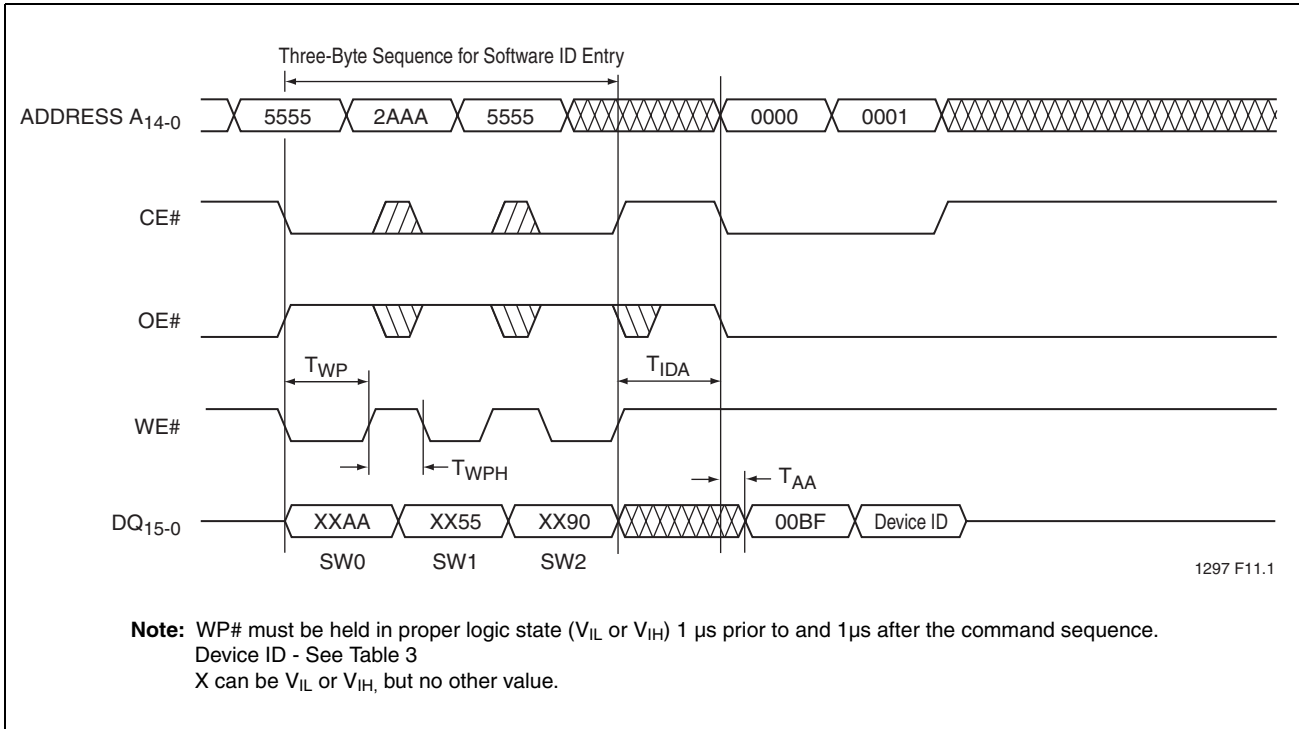 Three-Byte Sequence for Software ID Entry
ADDRESS A14-0 5555 2AAA 5555 0000 0001
CE#
OE#
TWP TIDA
WE#
TWPH TAA
DQ15-0 XXAA XX55 XX90 00BF Device ID
SW0 SW1 SW2
1297 F11.1
Note: WP# must be held in proper logic state (VIL or VIH) 1 µs prior to and 1µs after the command sequence.
Device ID - See Table 3
X can be VIL or VIH, but no other value.